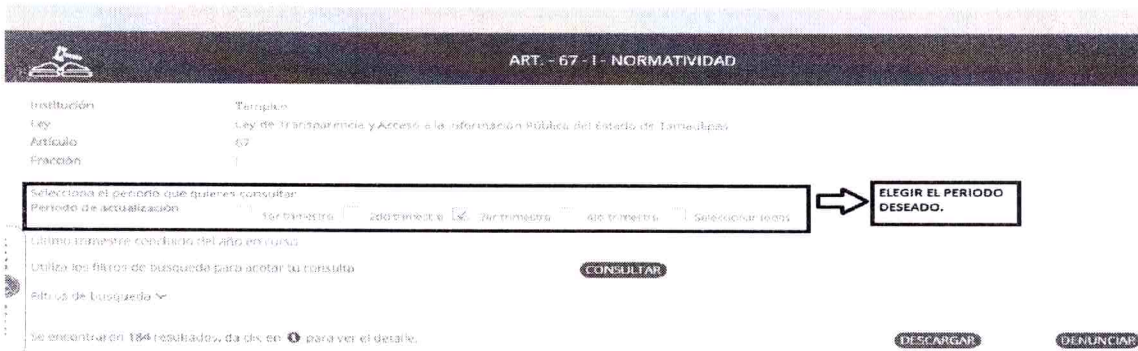 ART. - 67 - I - NORMATIVIDAD
Institución Tampico
Ley Ley de Transparencia y Acceso a la Información Pública del Estado de Tamaulipas
Artículo 67
Fracción I
Selecciona el periodo que quieres consultar
Periodo de actualización 1er trimestre 2do trimestre 3er trimestre 4to trimestre Seleccionar todos
ELEGIR EL PERIODO
DESEADO.
Último trimestre concluido del año en curso
Utiliza los filtros de búsqueda para acotar tu consulta
CONSULTAR
Filtros de búsqueda
Se encontraron 184 resultados, da clic en para ver el detalle.
DESCARGAR
DENUNCIAR